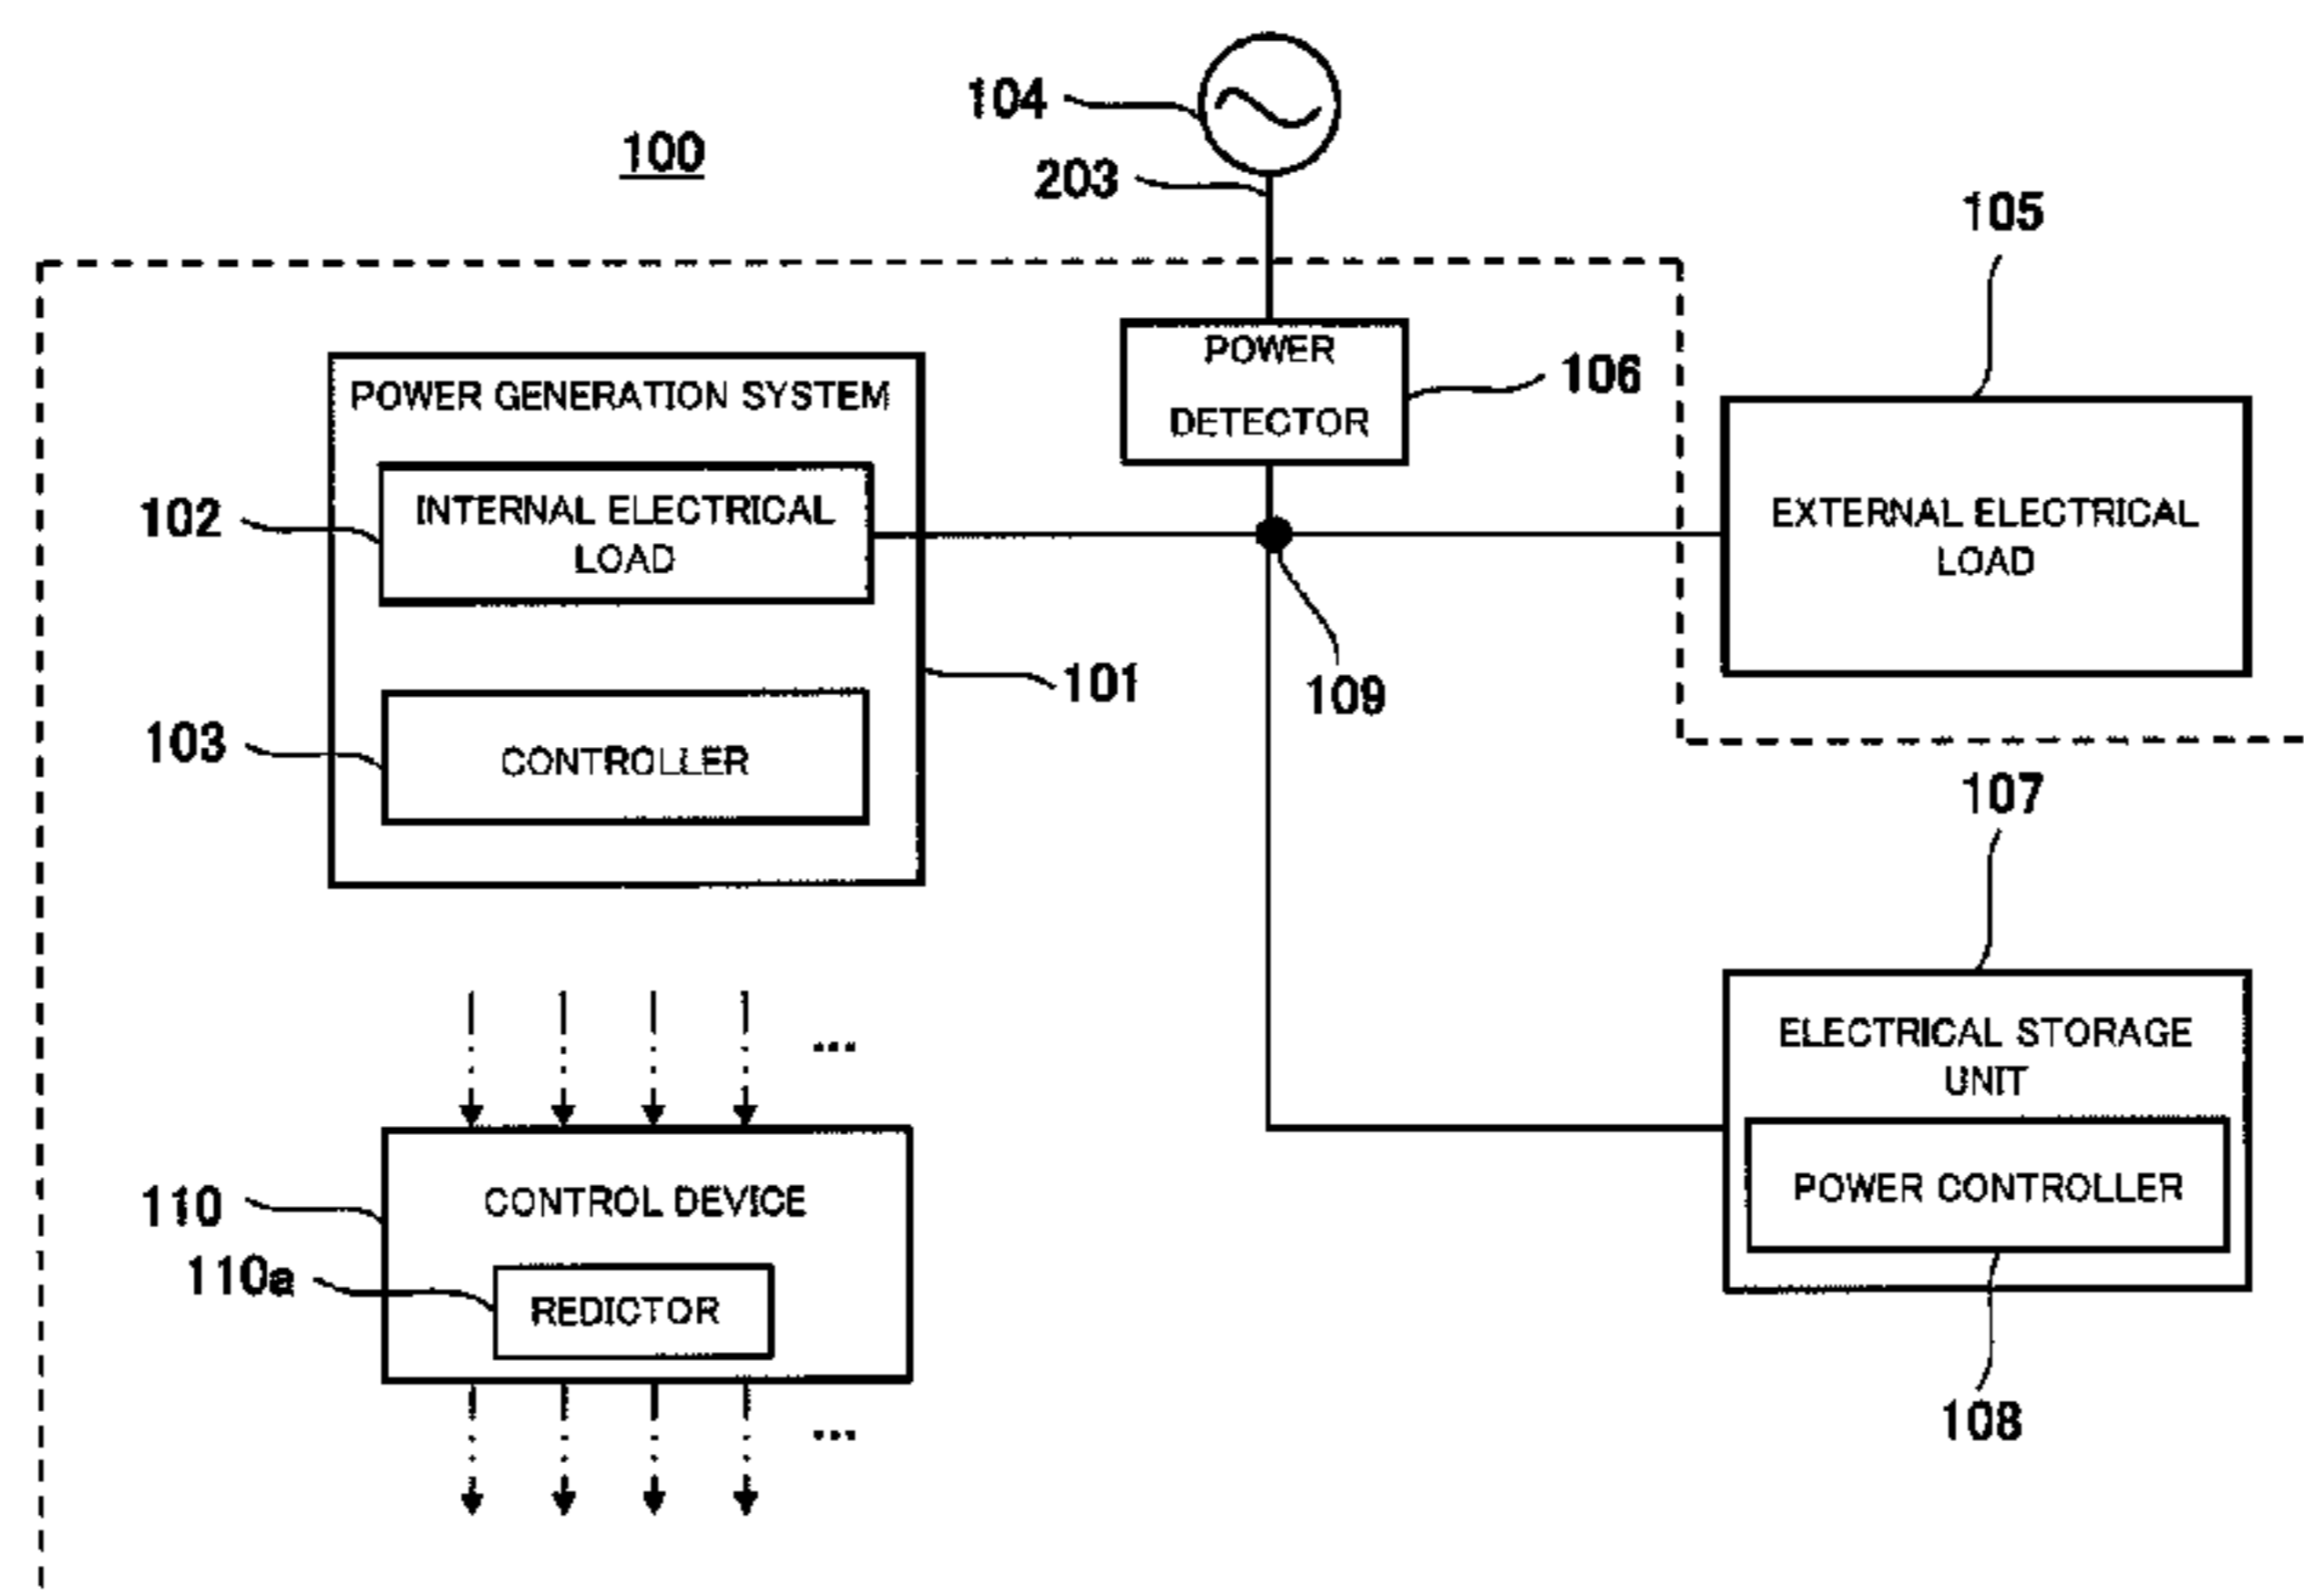 104
100
203
105
POWER
DETECTOR
106
POWER GENERATION SYSTEM
102
INTERNAL ELECTRICAL
LOAD
EXTERNAL ELECTRICAL
LOAD
101
109
103
CONTROLLER
107
...
ELECTRICAL STORAGE
UNIT
110
CONTROL DEVICE
POWER CONTROLLER
110a
REDICTOR
...
108